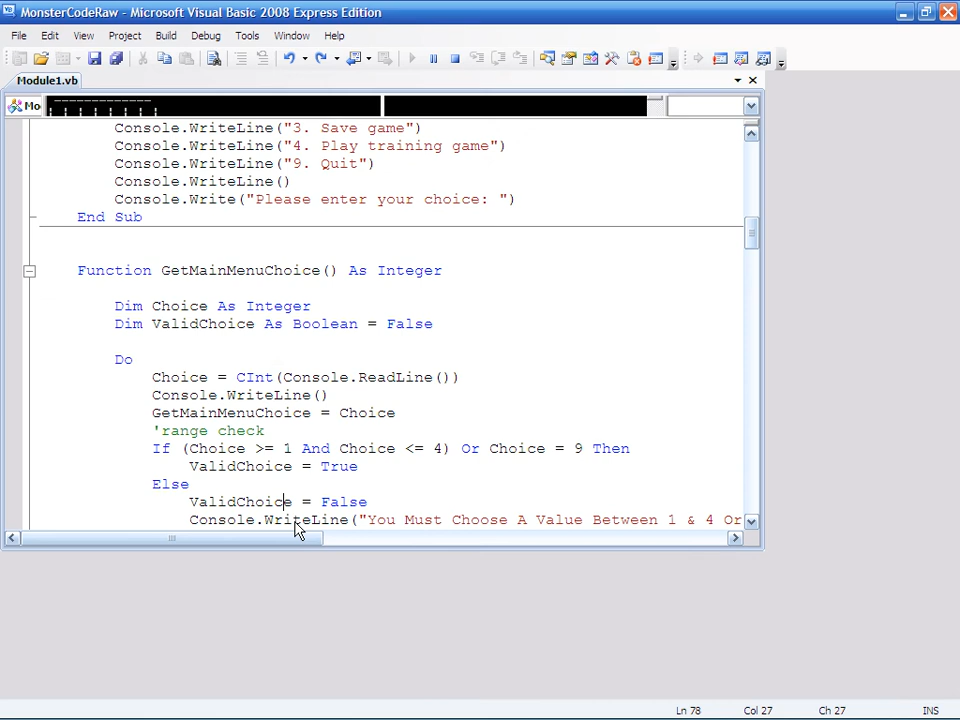 MonsterCodeRaw - Microsoft Visual Basic 2008 Express Edition
File Edit View Project Build Debug Tools Window Help
Module1.vb
Mo
Console.WriteLine("3. Save game")
Console.WriteLine("4. Play training game")
Console.WriteLine("9. Quit")
Console.WriteLine()
Console.Write("Please enter your choice: ")
End Sub
Function GetMainMenuChoice() As Integer
Dim Choice As Integer
Dim ValidChoice As Boolean = False
Do
Choice = CInt(Console.ReadLine())
Console.WriteLine()
GetMainMenuChoice = Choice
'range check
If (Choice >= 1 And Choice <= 4) Or Choice = 9 Then
ValidChoice = True
Else
ValidChoice = False
Console.WriteLine("You Must Choose A Value Between 1 & 4 Or
Ln 78 Col 27 Ch 27 INS